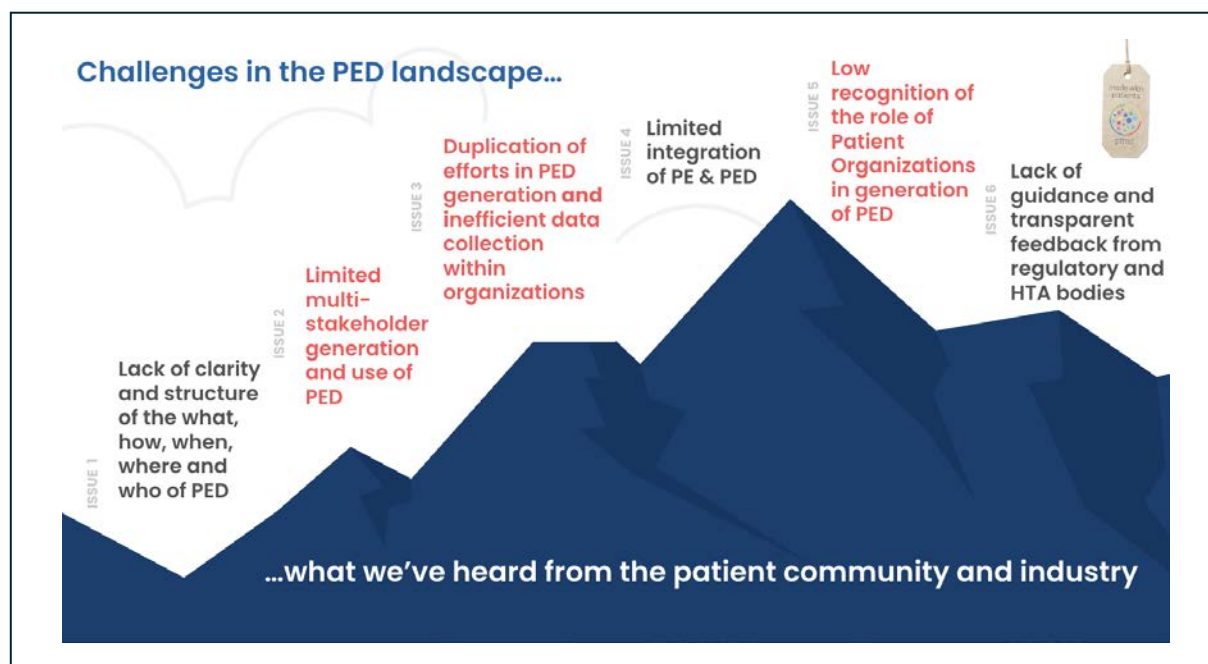 Challenges in the PED landscape...
ISSUE 1
Lack of clarity
and structure
of the what,
how, when,
where and
who of PED
ISSUE 2
Limited
multi-
stakeholder
generation
and use of
PED
ISSUE 3
Duplication of
efforts in PED
generation and
inefficient data
collection
within
organizations
ISSUE 4
Limited
integration
of PE & PED
ISSUE 5
Low
recognition of
the role of
Patient
Organizations
in generation
of PED
ISSUE 6
Lack of
guidance and
transparent
feedback from
regulatory and
HTA bodies
made with
patients
...what we've heard from the patient community and industry